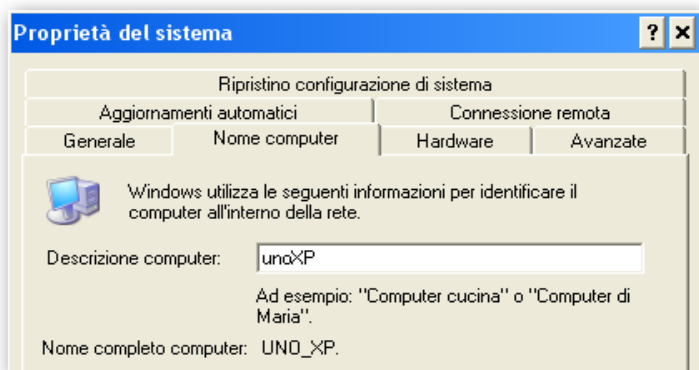 Proprietà del sistema
Ripristino configurazione di sistema
Aggiornamenti automatici Connessione remota
Generale Nome computer Hardware Avanzate
Windows utilizza le seguenti informazioni per identificare il
computer all'interno della rete.
Descrizione computer: unoXP
Ad esempio: "Computer cucina" o "Computer di
Maria".
Nome completo computer: UNO_XP.